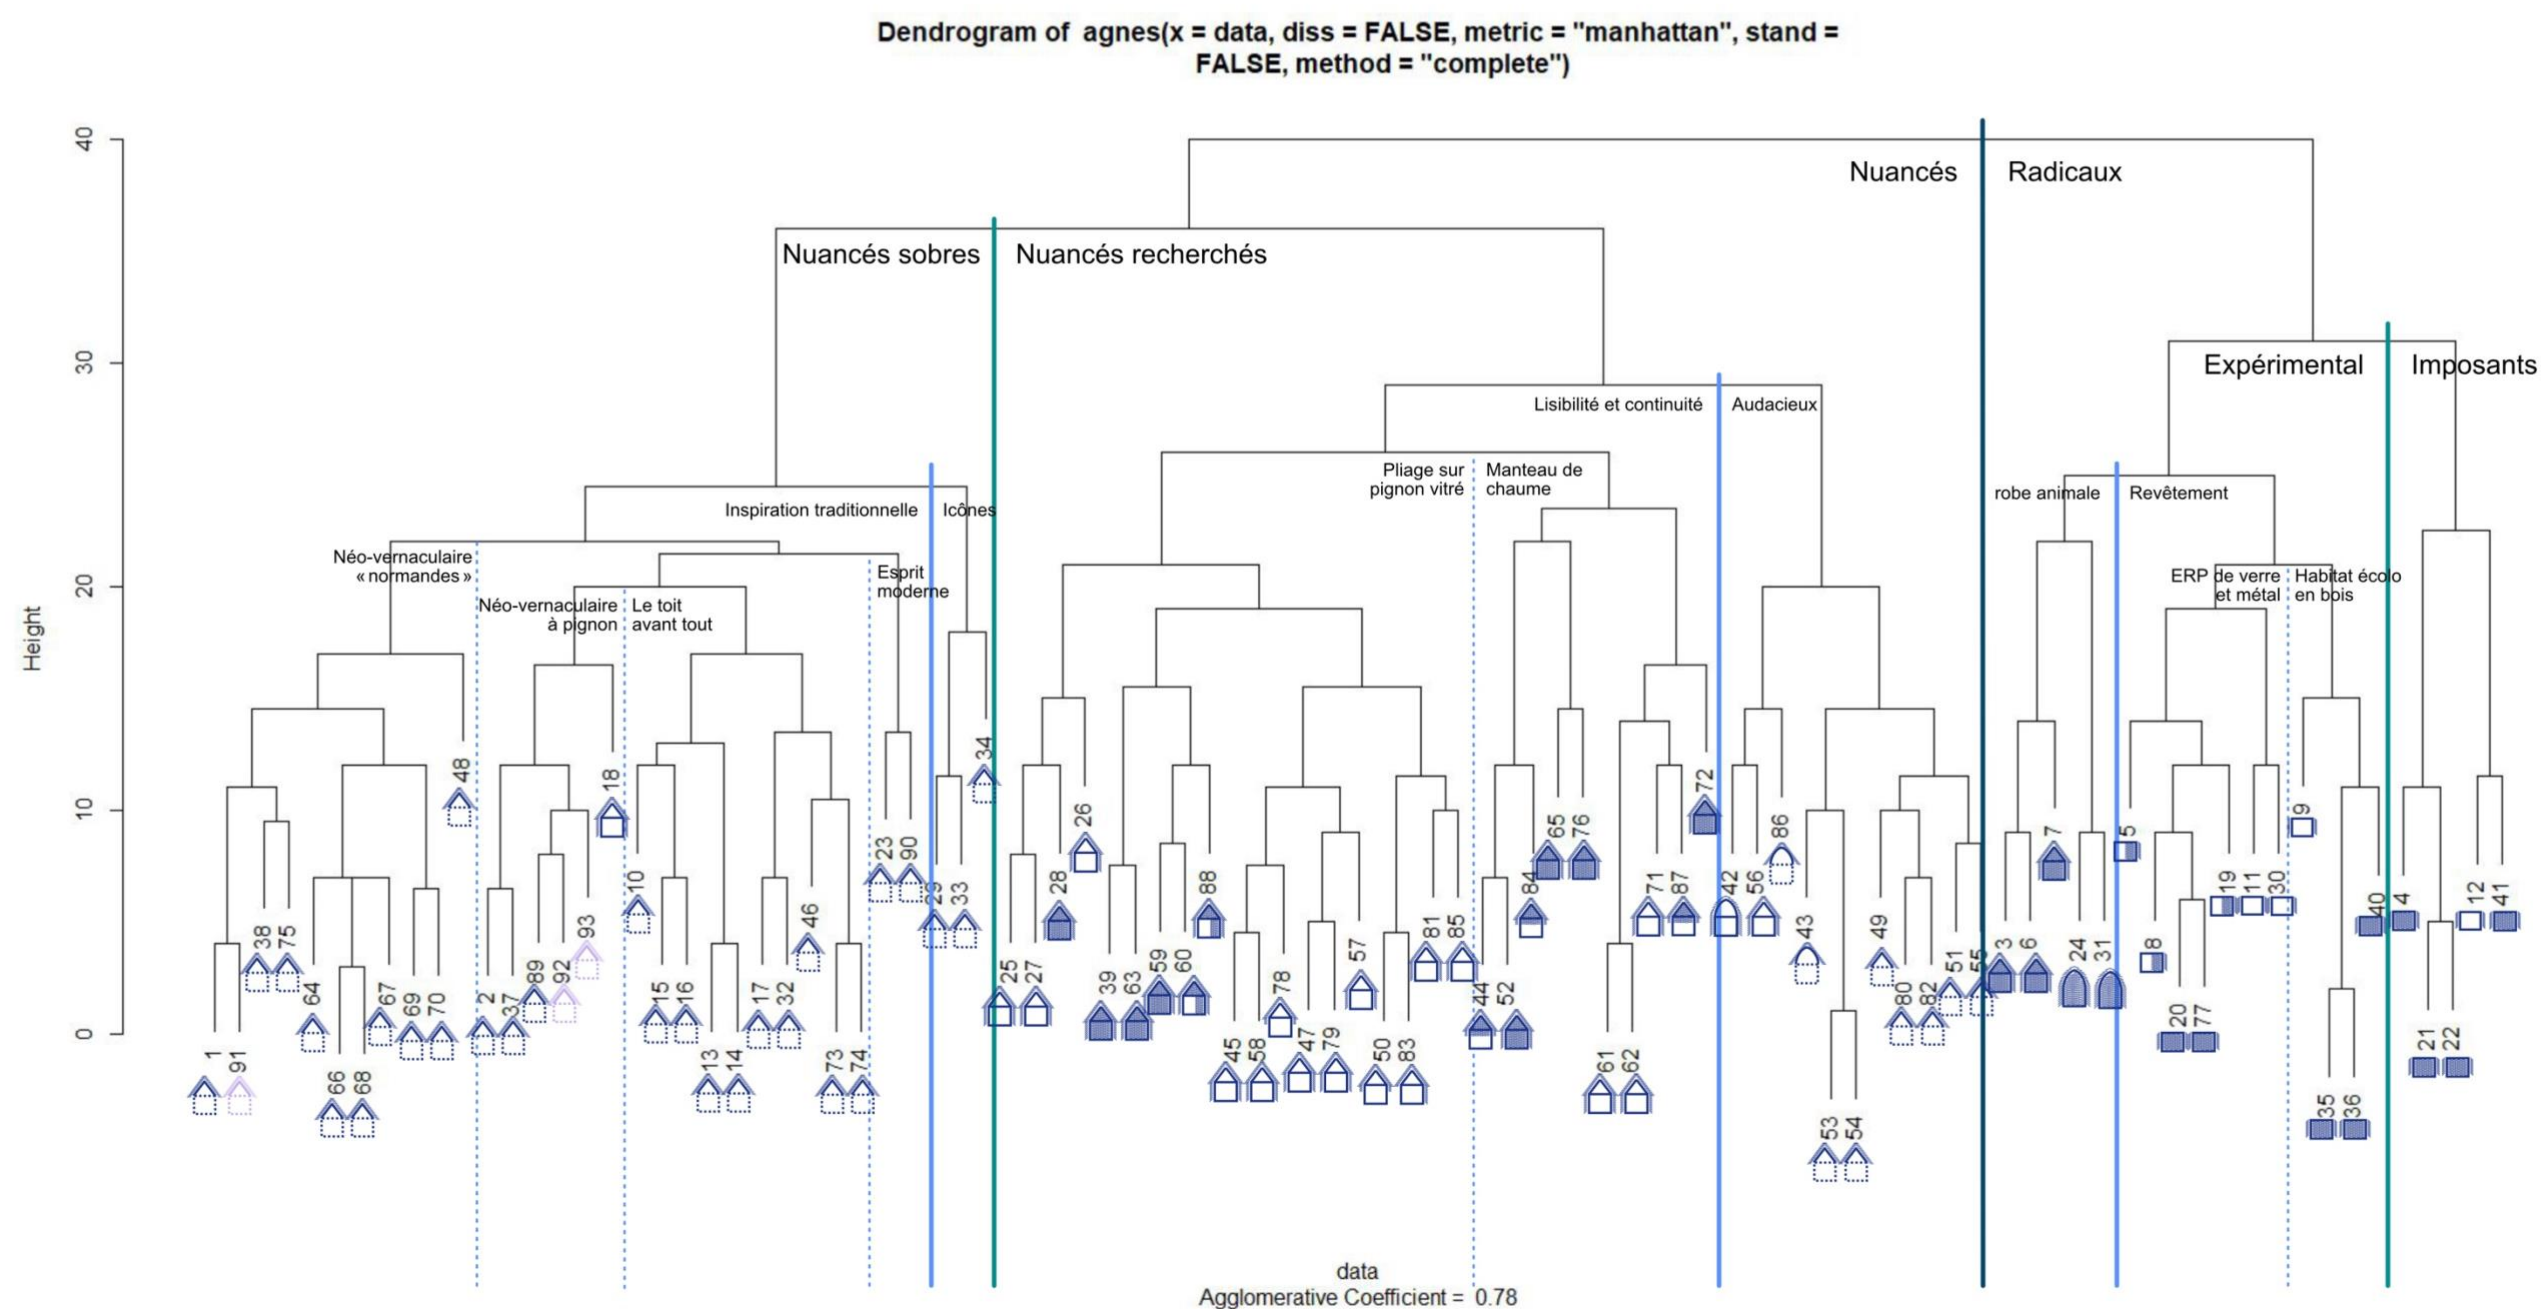 Dendrogram of agnes(x = data, diss = FALSE, metric = "manhattan", stand =
FALSE, method = "complete")
Height
40
30
20
10
0
Nuancés
Radicaux
Nuancés sobres
Nuancés recherchés
Expérimental
Imposants
Lisibilité et continuité
Audacieux
Inspiration traditionnelle
Icônes
Pliage sur
pignon vitré
Manteau de
chaume
robe animale
Revêtement
Néo-vernaculaire
« normandes »
Néo-vernaculaire
à pignon
Le toit
avant tout
Esprit
moderne
ERP de verre
et métal
Habitat écolo
en bois
1
91
38
75
64
66
68
67
69
70
48
2
37
89
92
93
18
10
15
16
13
14
17
32
46
73
74
23
90
29
33
34
25
27
28
26
39
63
59
60
88
45
58
78
47
79
57
50
83
81
85
44
52
84
65
76
61
62
71
87
72
42
56
86
43
53
54
49
80
82
51
55
3
6
7
24
31
5
8
20
77
19
11
30
9
35
36
40
4
21
22
12
41
data
Agglomerative Coefficient = 0.78